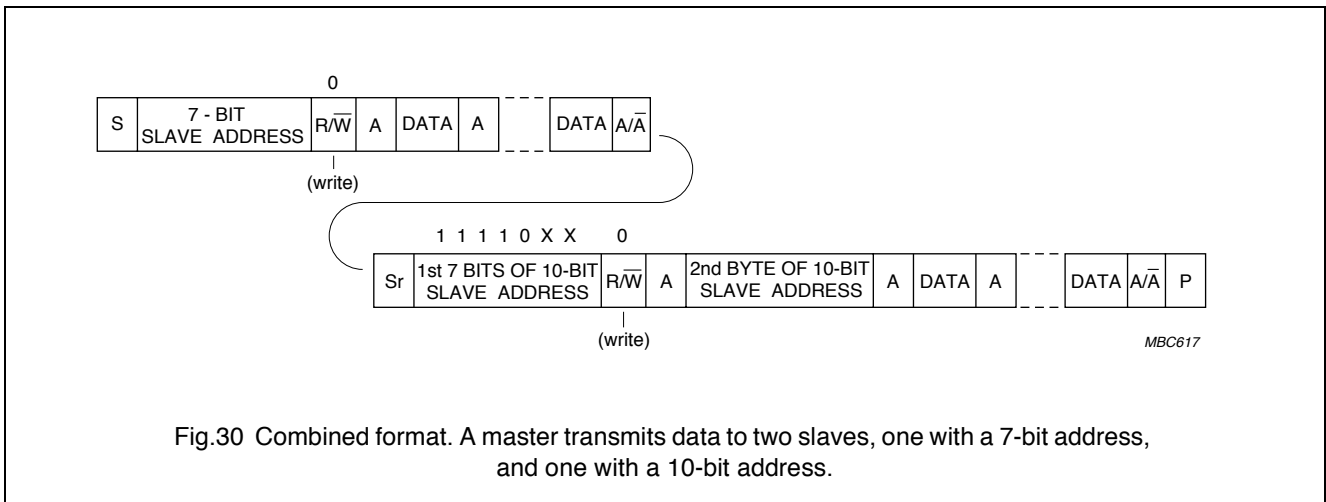 0
S 7 - BIT SLAVE ADDRESS R/W̅ A DATA A DATA A/A̅
(write)
1 1 1 1 0 X X 0
Sr 1st 7 BITS OF 10-BIT SLAVE ADDRESS R/W̅ A 2nd BYTE OF 10-BIT SLAVE ADDRESS A DATA A DATA A/A̅ P
(write)
MBC617
Fig.30 Combined format. A master transmits data to two slaves, one with a 7-bit address,
and one with a 10-bit address.